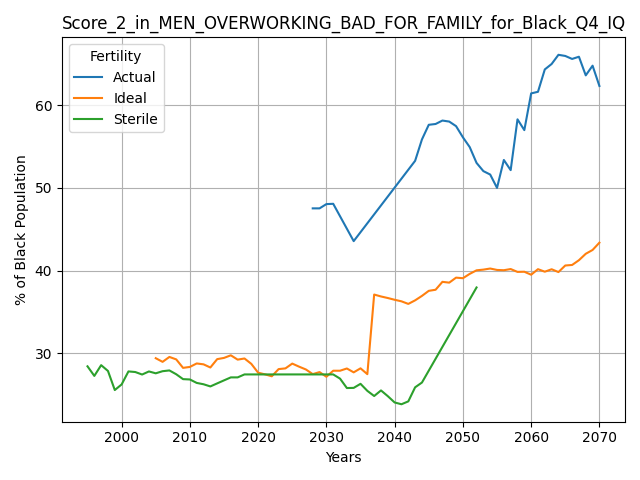 Score_2_in_MEN_OVERWORKING_BAD_FOR_FAMILY_for_Black_Q4_IQ
Fertility
Actual
Ideal
Sterile
% of Black Population
60
50
40
30
2000
2010
2020
2030
2040
2050
2060
2070
Years